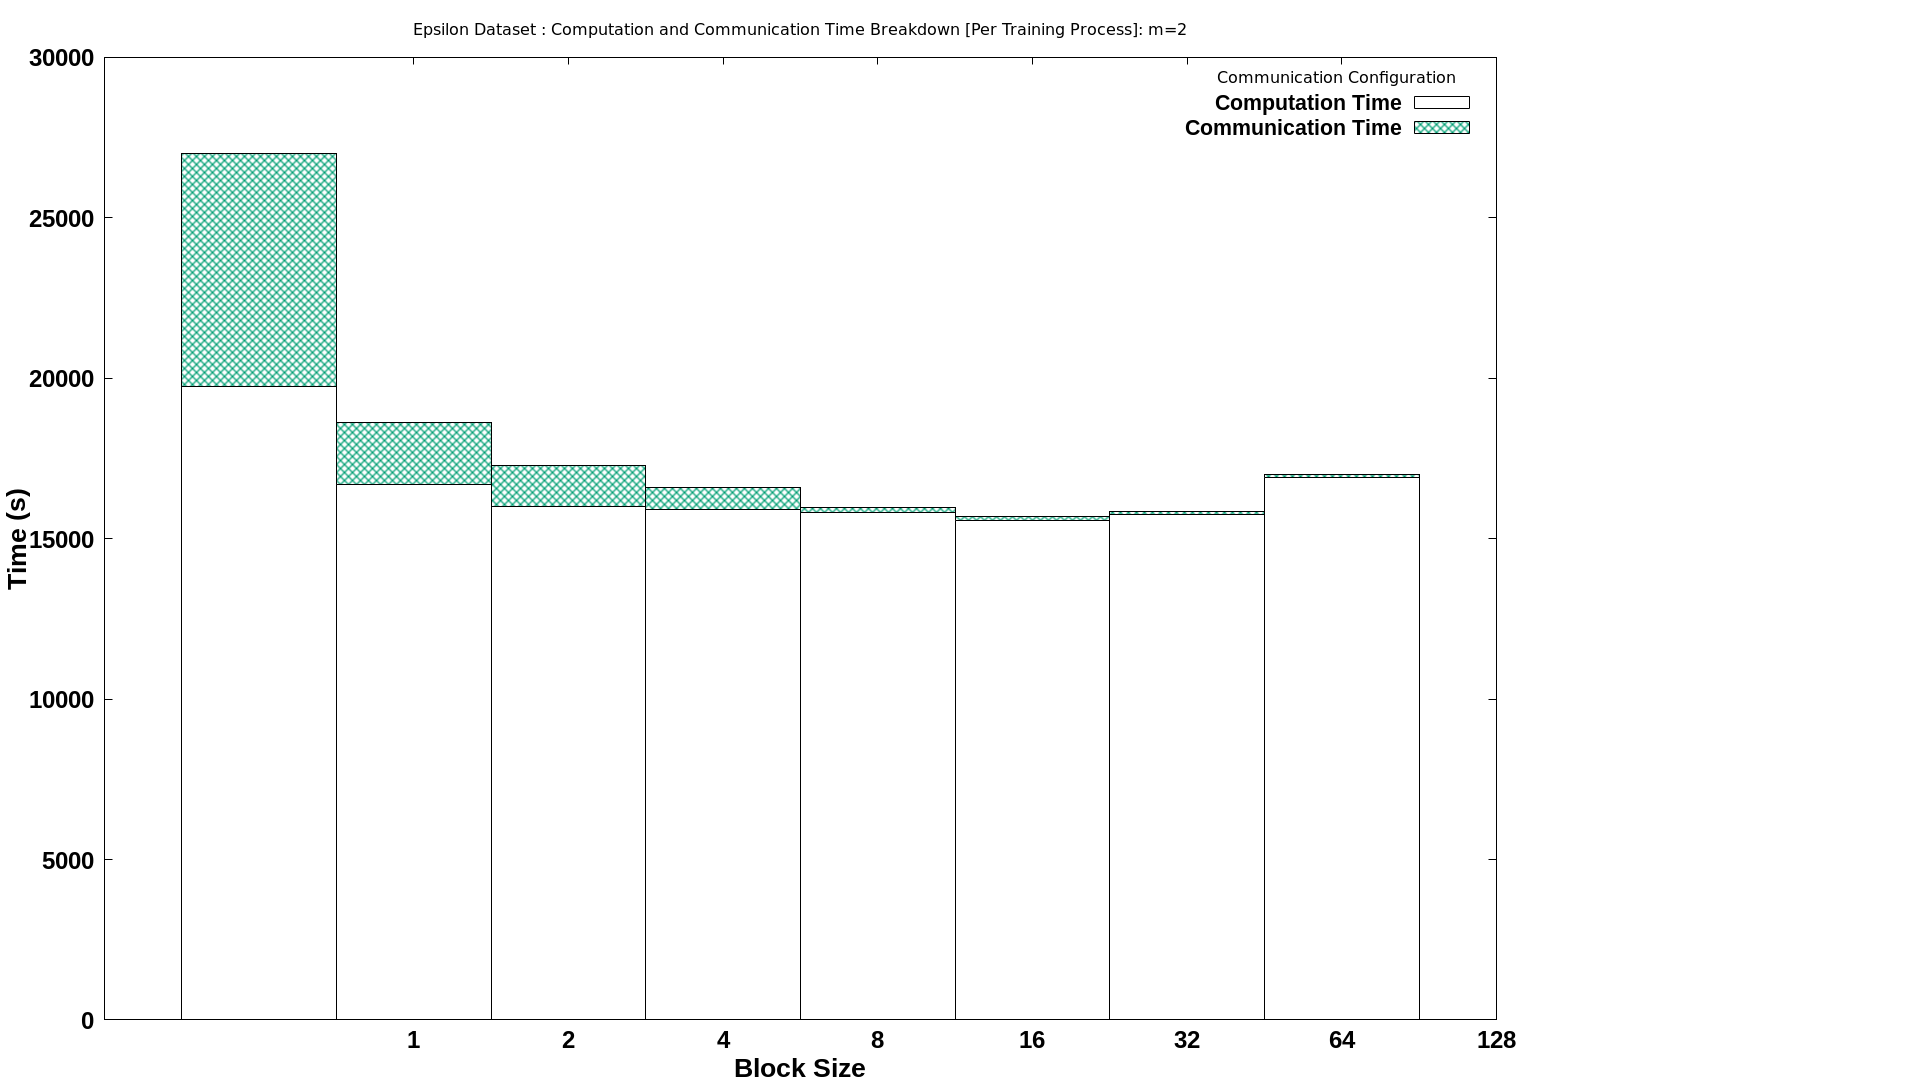 Epsilon Dataset : Computation and Communication Time Breakdown [Per Training Process]: m=2
Communication Configuration
Computation Time
Communication Time
30000
25000
20000
15000
10000
5000
0
Time (s)
1 2 4 8 16 32 64 128
Block Size